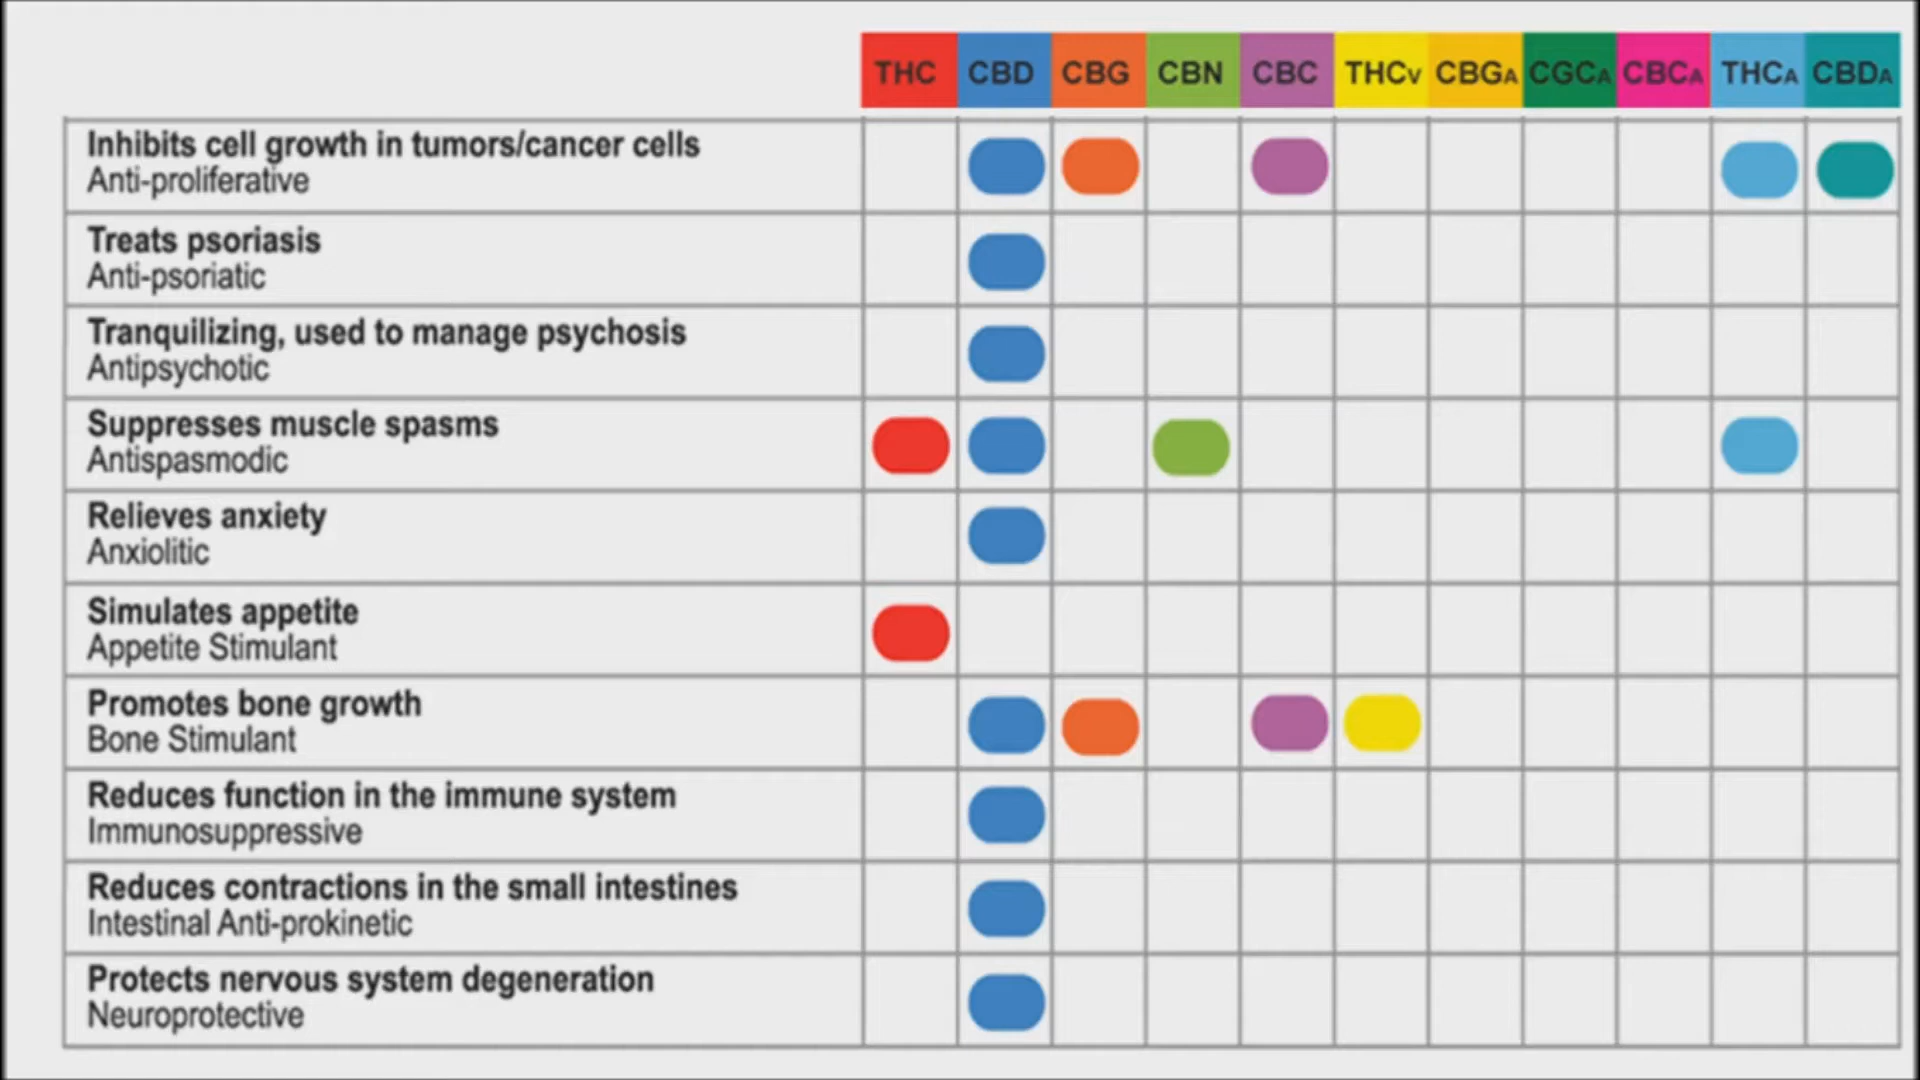 THC CBD CBG CBN CBC THCV CBGA CGCA CBCA THCA CBDA
Inhibits cell growth in tumors/cancer cells
Anti-proliferative
Treats psoriasis
Anti-psoriatic
Tranquilizing, used to manage psychosis
Antipsychotic
Suppresses muscle spasms
Antispasmodic
Relieves anxiety
Anxiolitic
Simulates appetite
Appetite Stimulant
Promotes bone growth
Bone Stimulant
Reduces function in the immune system
Immunosuppressive
Reduces contractions in the small intestines
Intestinal Anti-prokinetic
Protects nervous system degeneration
Neuroprotective